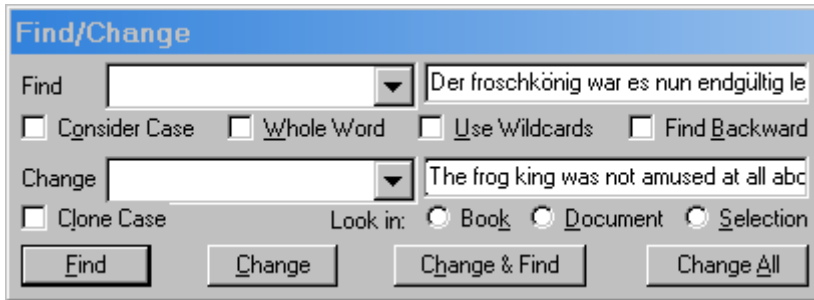 Find/Change
Find Der froschkönig war es nun endgültig le
Consider Case Whole Word Use Wildcards Find Backward
Change The frog king was not amused at all abo
Clone Case Look in: Book Document Selection
Find Change Change & Find Change All